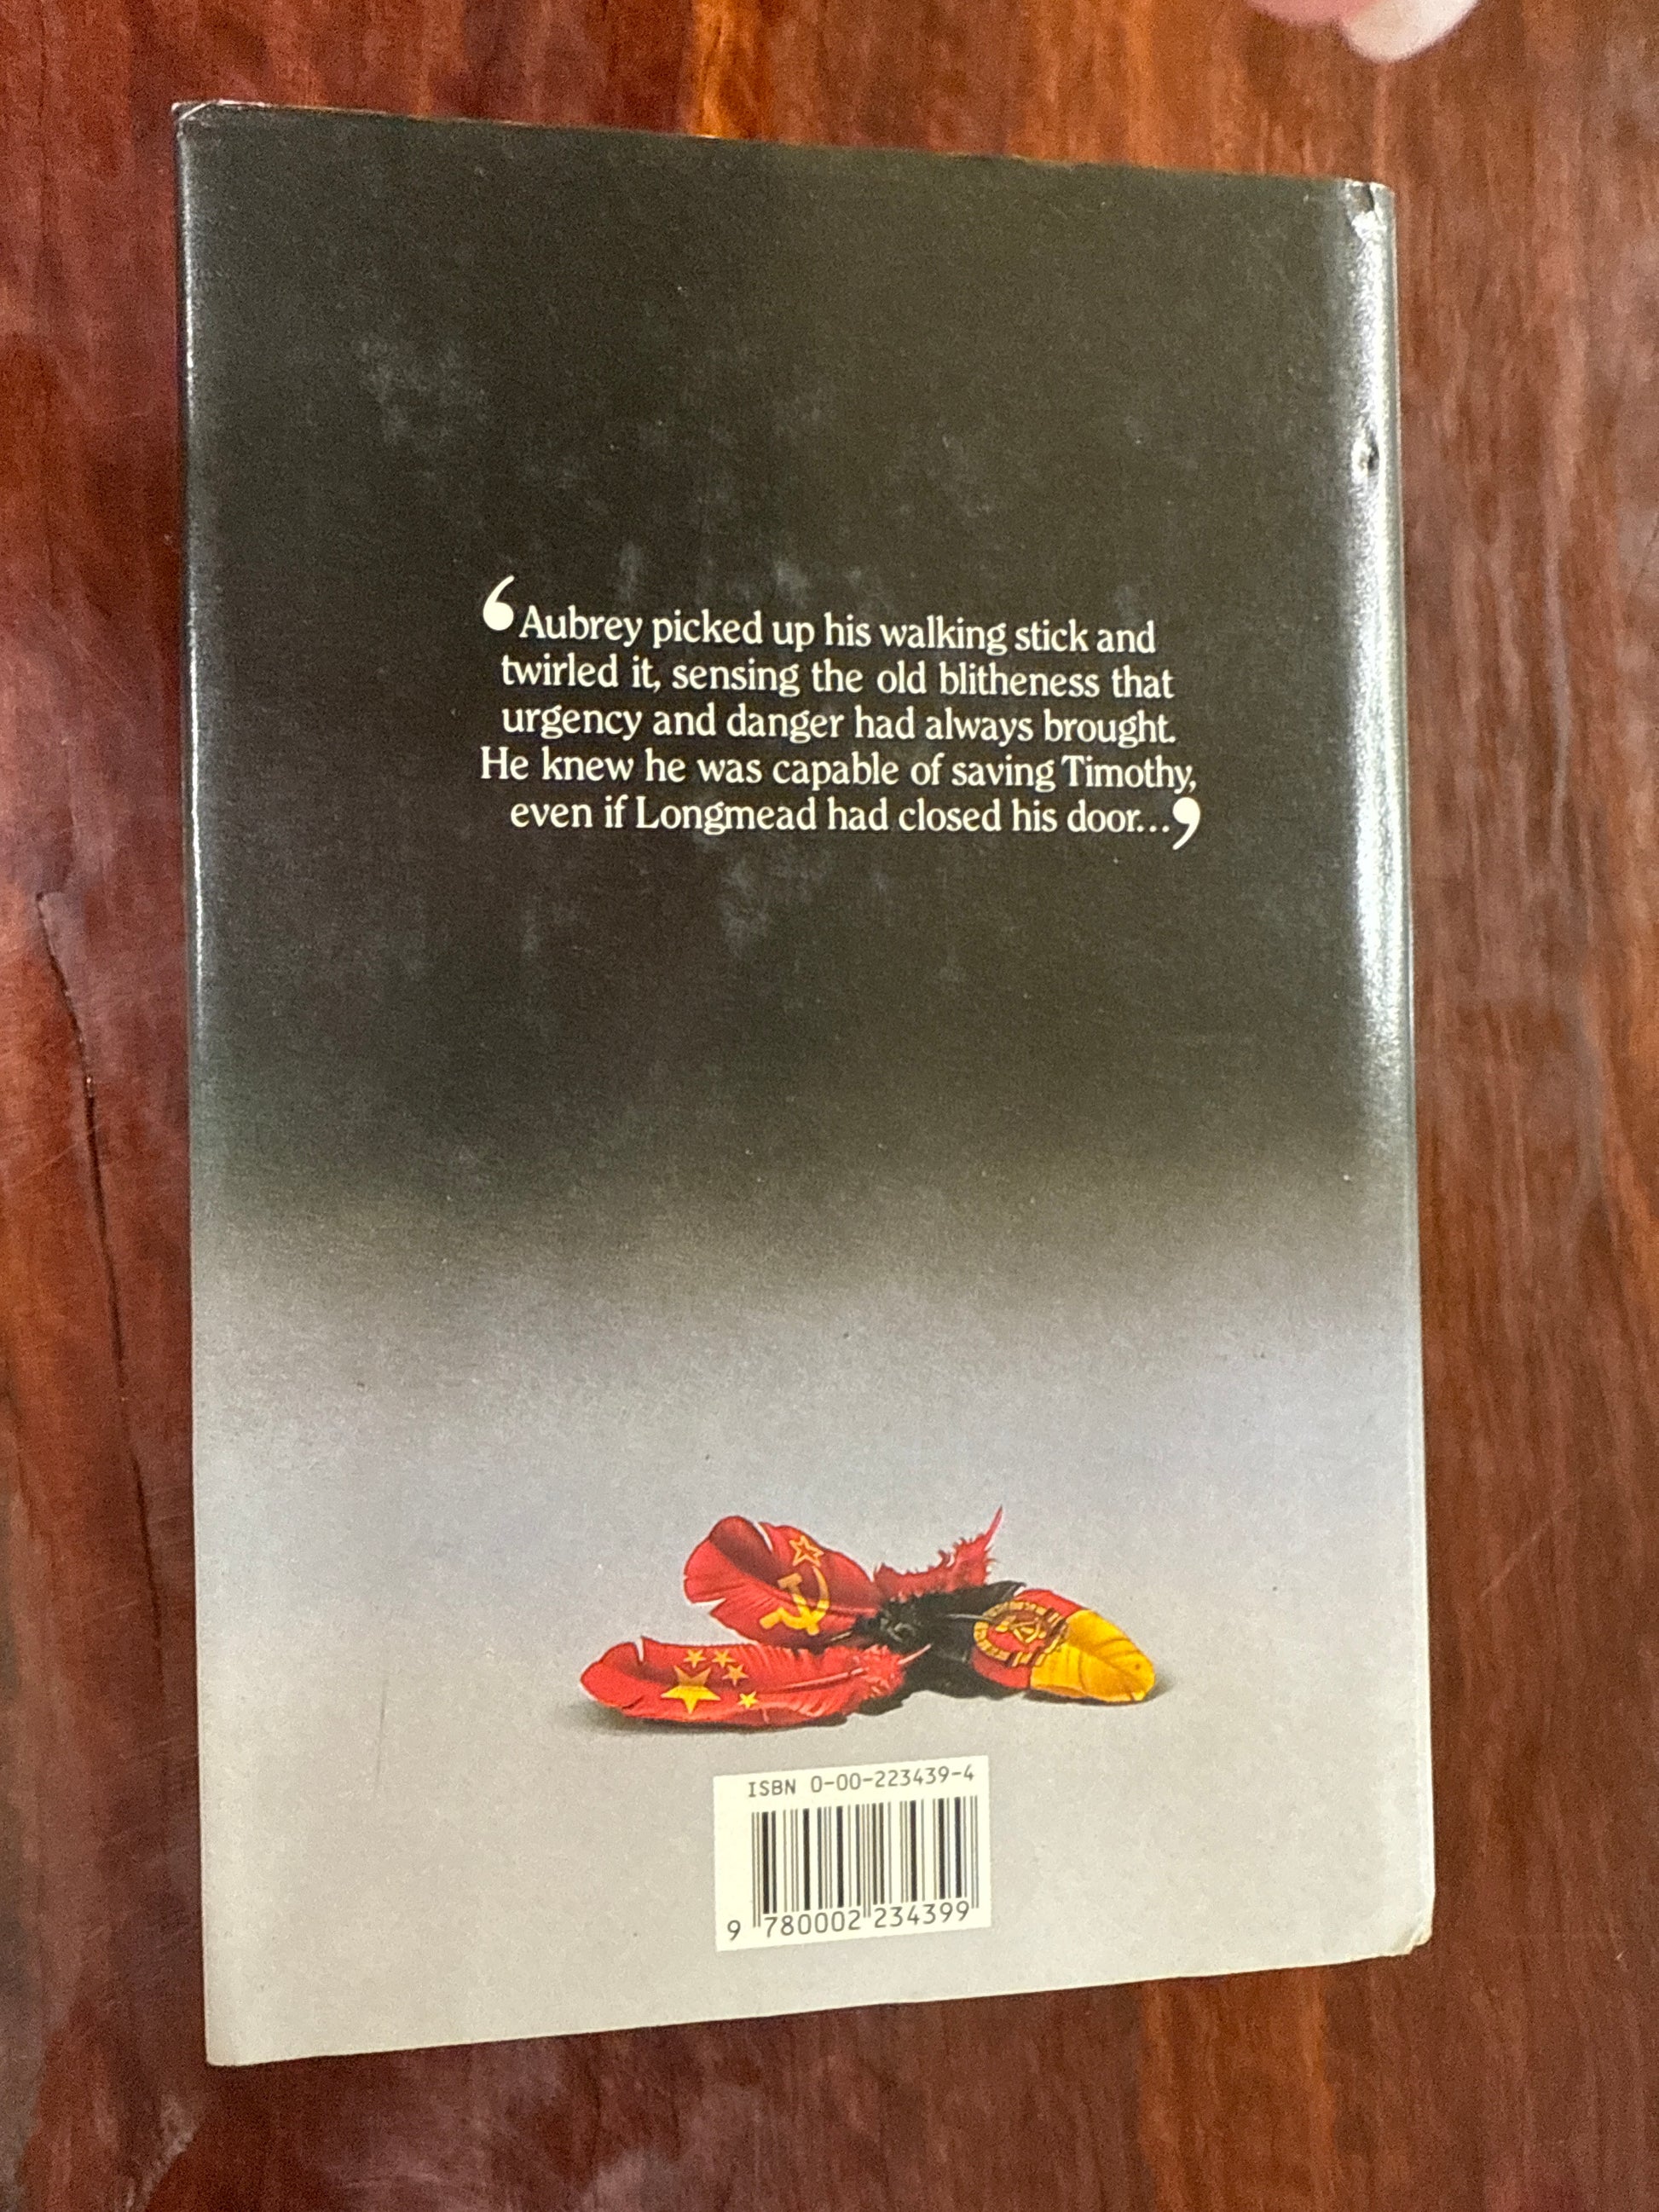 ‘Aubrey picked up his walking stick and
twirled it, sensing the old blitheness that
urgency and danger had always brought.
He knew he was capable of saving Timothy,
even if Longmead had closed his door...’
ISBN 0-00-223439-4
9 780002 234399